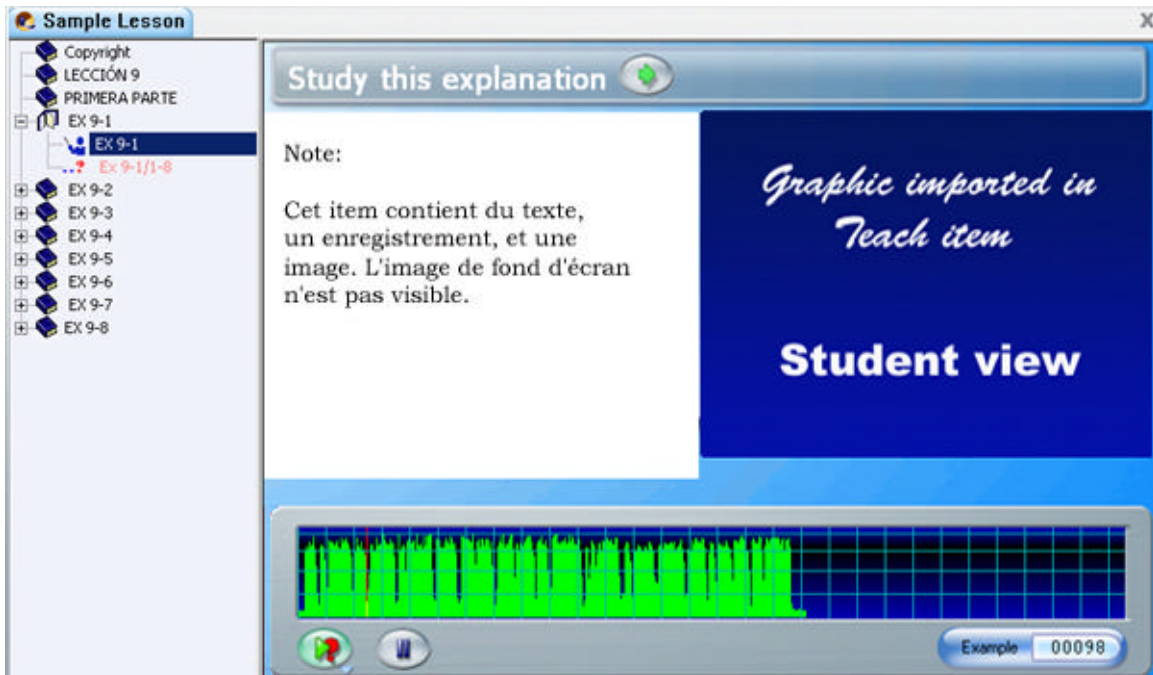 Sample Lesson
X
Copyright
LECCIÓN 9
PRIMERA PARTE
EX 9-1
EX 9-1
Ex 9-1/1-8
EX 9-2
EX 9-3
EX 9-4
EX 9-5
EX 9-6
EX 9-7
EX 9-8
Study this explanation
Note:
Cet item contient du texte,
un enregistrement, et une
image. L'image de fond d'écran
n'est pas visible.
Graphic imported in
Teach item
Student view
Example 00098